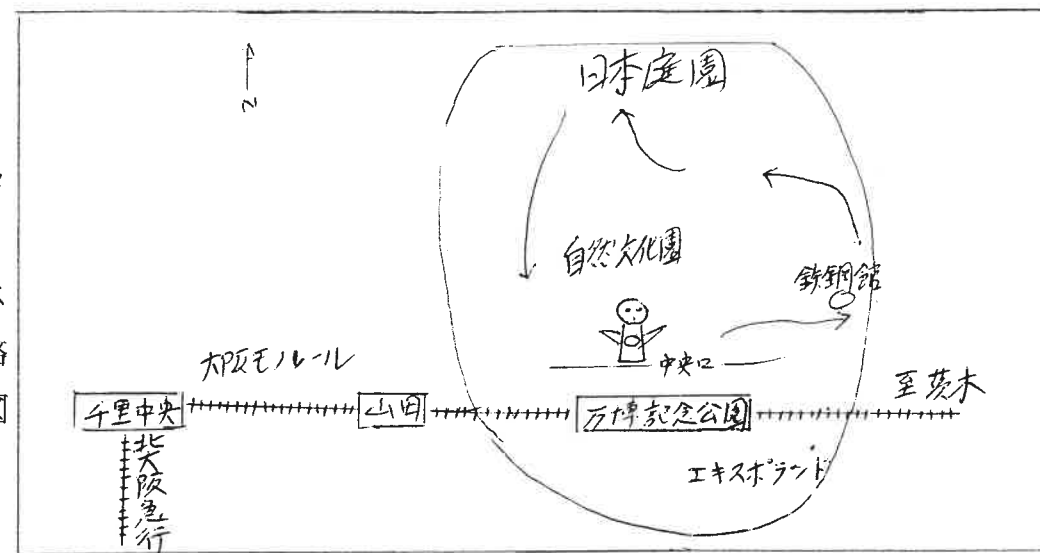 日本庭園
N
自然文化園
鉄鋼館
中央口
大阪モノレール
至茨木
千里中央
山田
万博記念公園
エキスポランド
北大阪急行